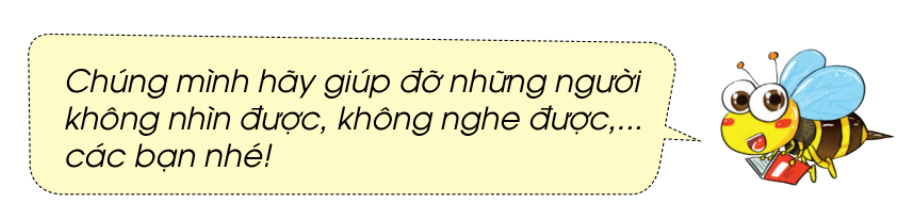 Chúng mình hãy giúp đỡ những người
không nhìn được, không nghe được,...
các bạn nhé!